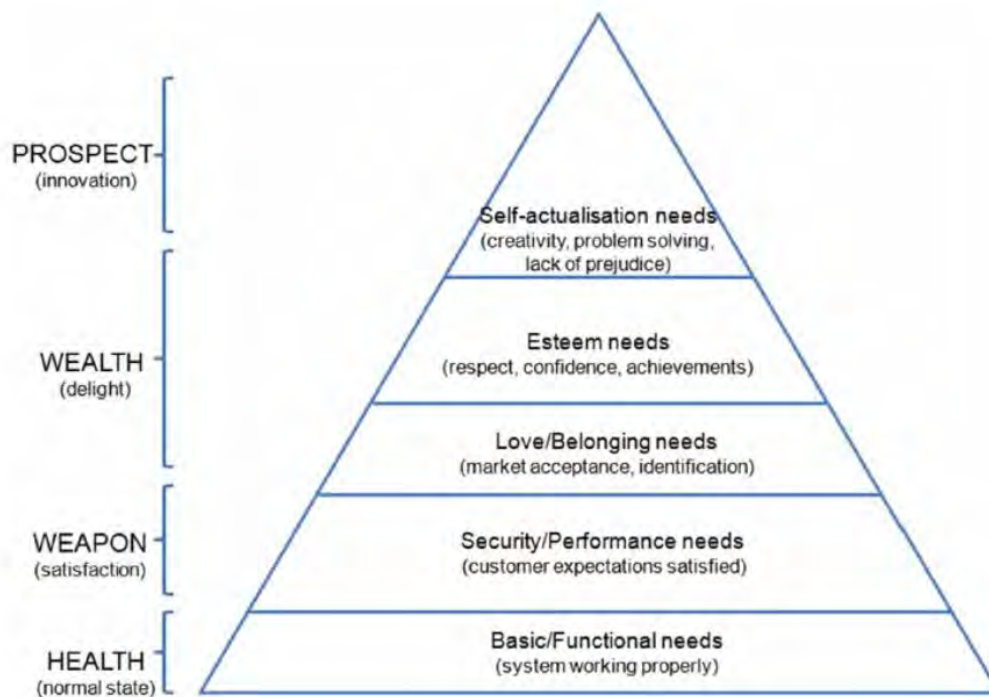 PROSPECT
(innovation)
Self-actualisation needs
(creativity, problem solving,
lack of prejudice)
WEALTH
(delight)
Esteem needs
(respect, confidence, achievements)
Love/Belonging needs
(market acceptance, identification)
WEAPON
(satisfaction)
Security/Performance needs
(customer expectations satisfied)
HEALTH
(normal state)
Basic/Functional needs
(system working properly)